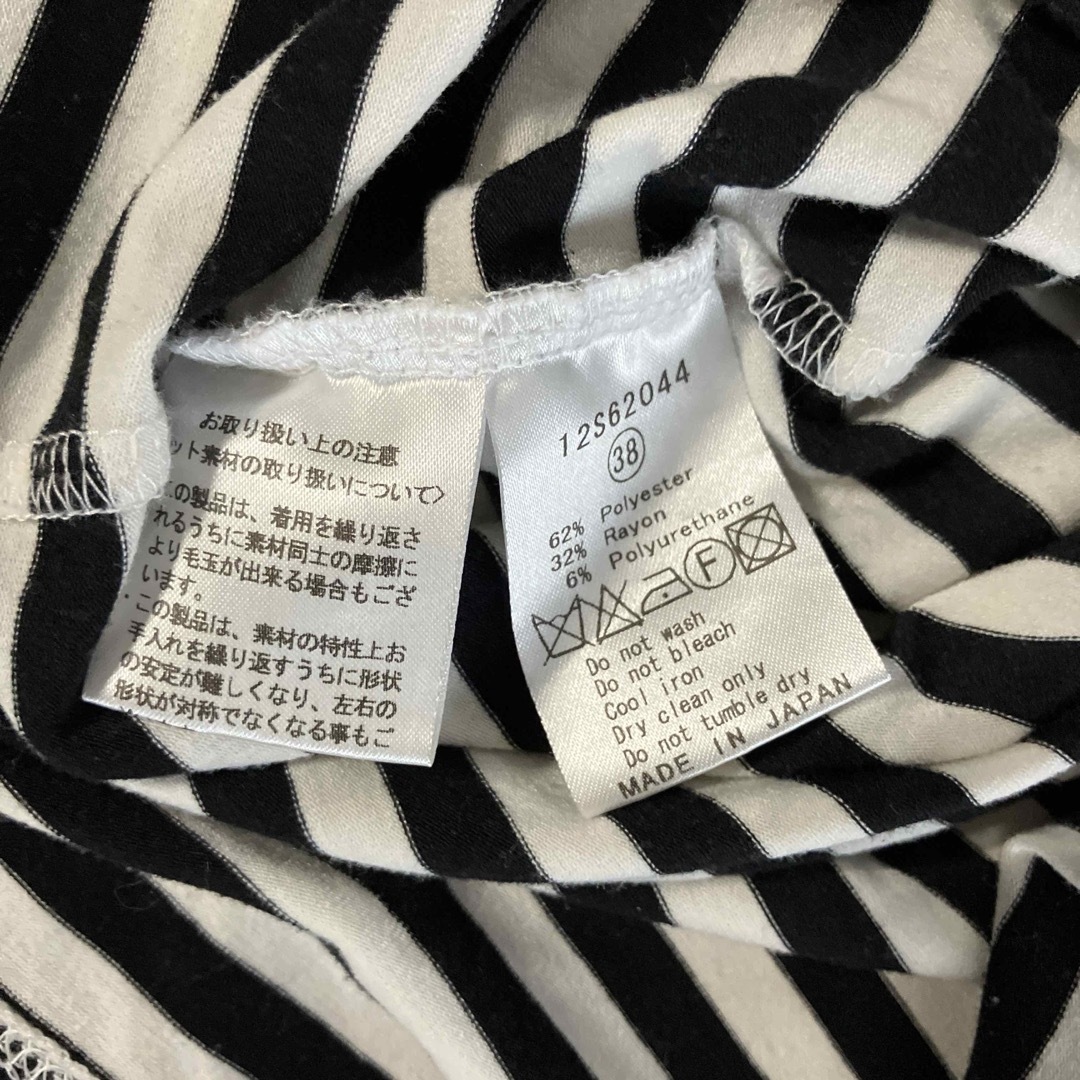 お取り扱い上の注意
ット素材の取り扱いについて〉
この製品は、着用を繰り返さ
れるうちに素材同士の摩擦に
より毛玉が出来る場合もござ
います。
・この製品は、素材の特性上お
手入れを繰り返すうちに形状
の安定が難しくなり、左右の
形状が対称でなくなる事もご
12S62044
38
62% Polyester
32% Rayon
6% Polyurethane
F
Do not wash
Do not bleach
Cool iron
Dry clean only
Do not tumble dry
MADE IN JAPAN